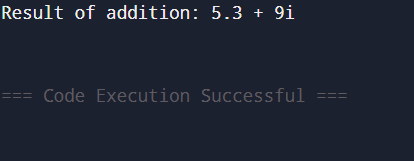 Result of addition: 5.3 + 9i
=== Code Execution Successful ===